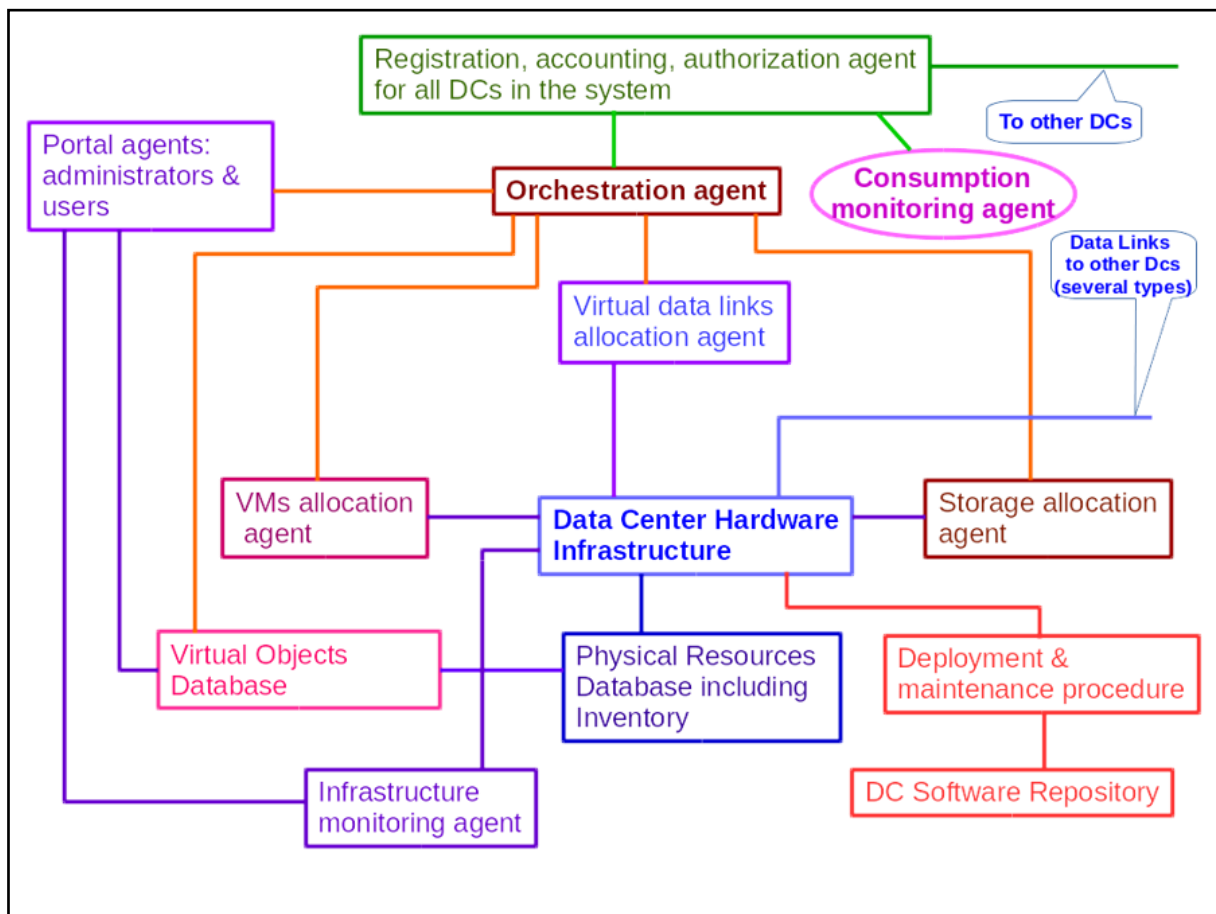 Registration, accounting, authorization agent
for all DCs in the system
To other DCs
Portal agents:
administrators &
users
Orchestration agent
Consumption
monitoring agent
Data Links
to other Dcs
(several types)
Virtual data links
allocation agent
VMs allocation
agent
Data Center Hardware
Infrastructure
Storage allocation
agent
Virtual Objects
Database
Physical Resources
Database including
Inventory
Deployment &
maintenance procedure
Infrastructure
monitoring agent
DC Software Repository